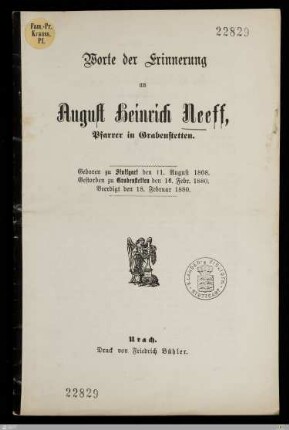 Fam.-Pr.
Kramm.
Pf.
22829
Worte der Erinnerung
an
August Heinrich Neeff,
Pfarrer in Grabenstetten.
Geboren zu Stuttgart den 11. August 1808.
Gestorben zu Grabenstetten den 16. Febr. 1880.
Beerdigt den 18. Februar 1880.
Urach.
Druck von Friedrich Bühler.
22829